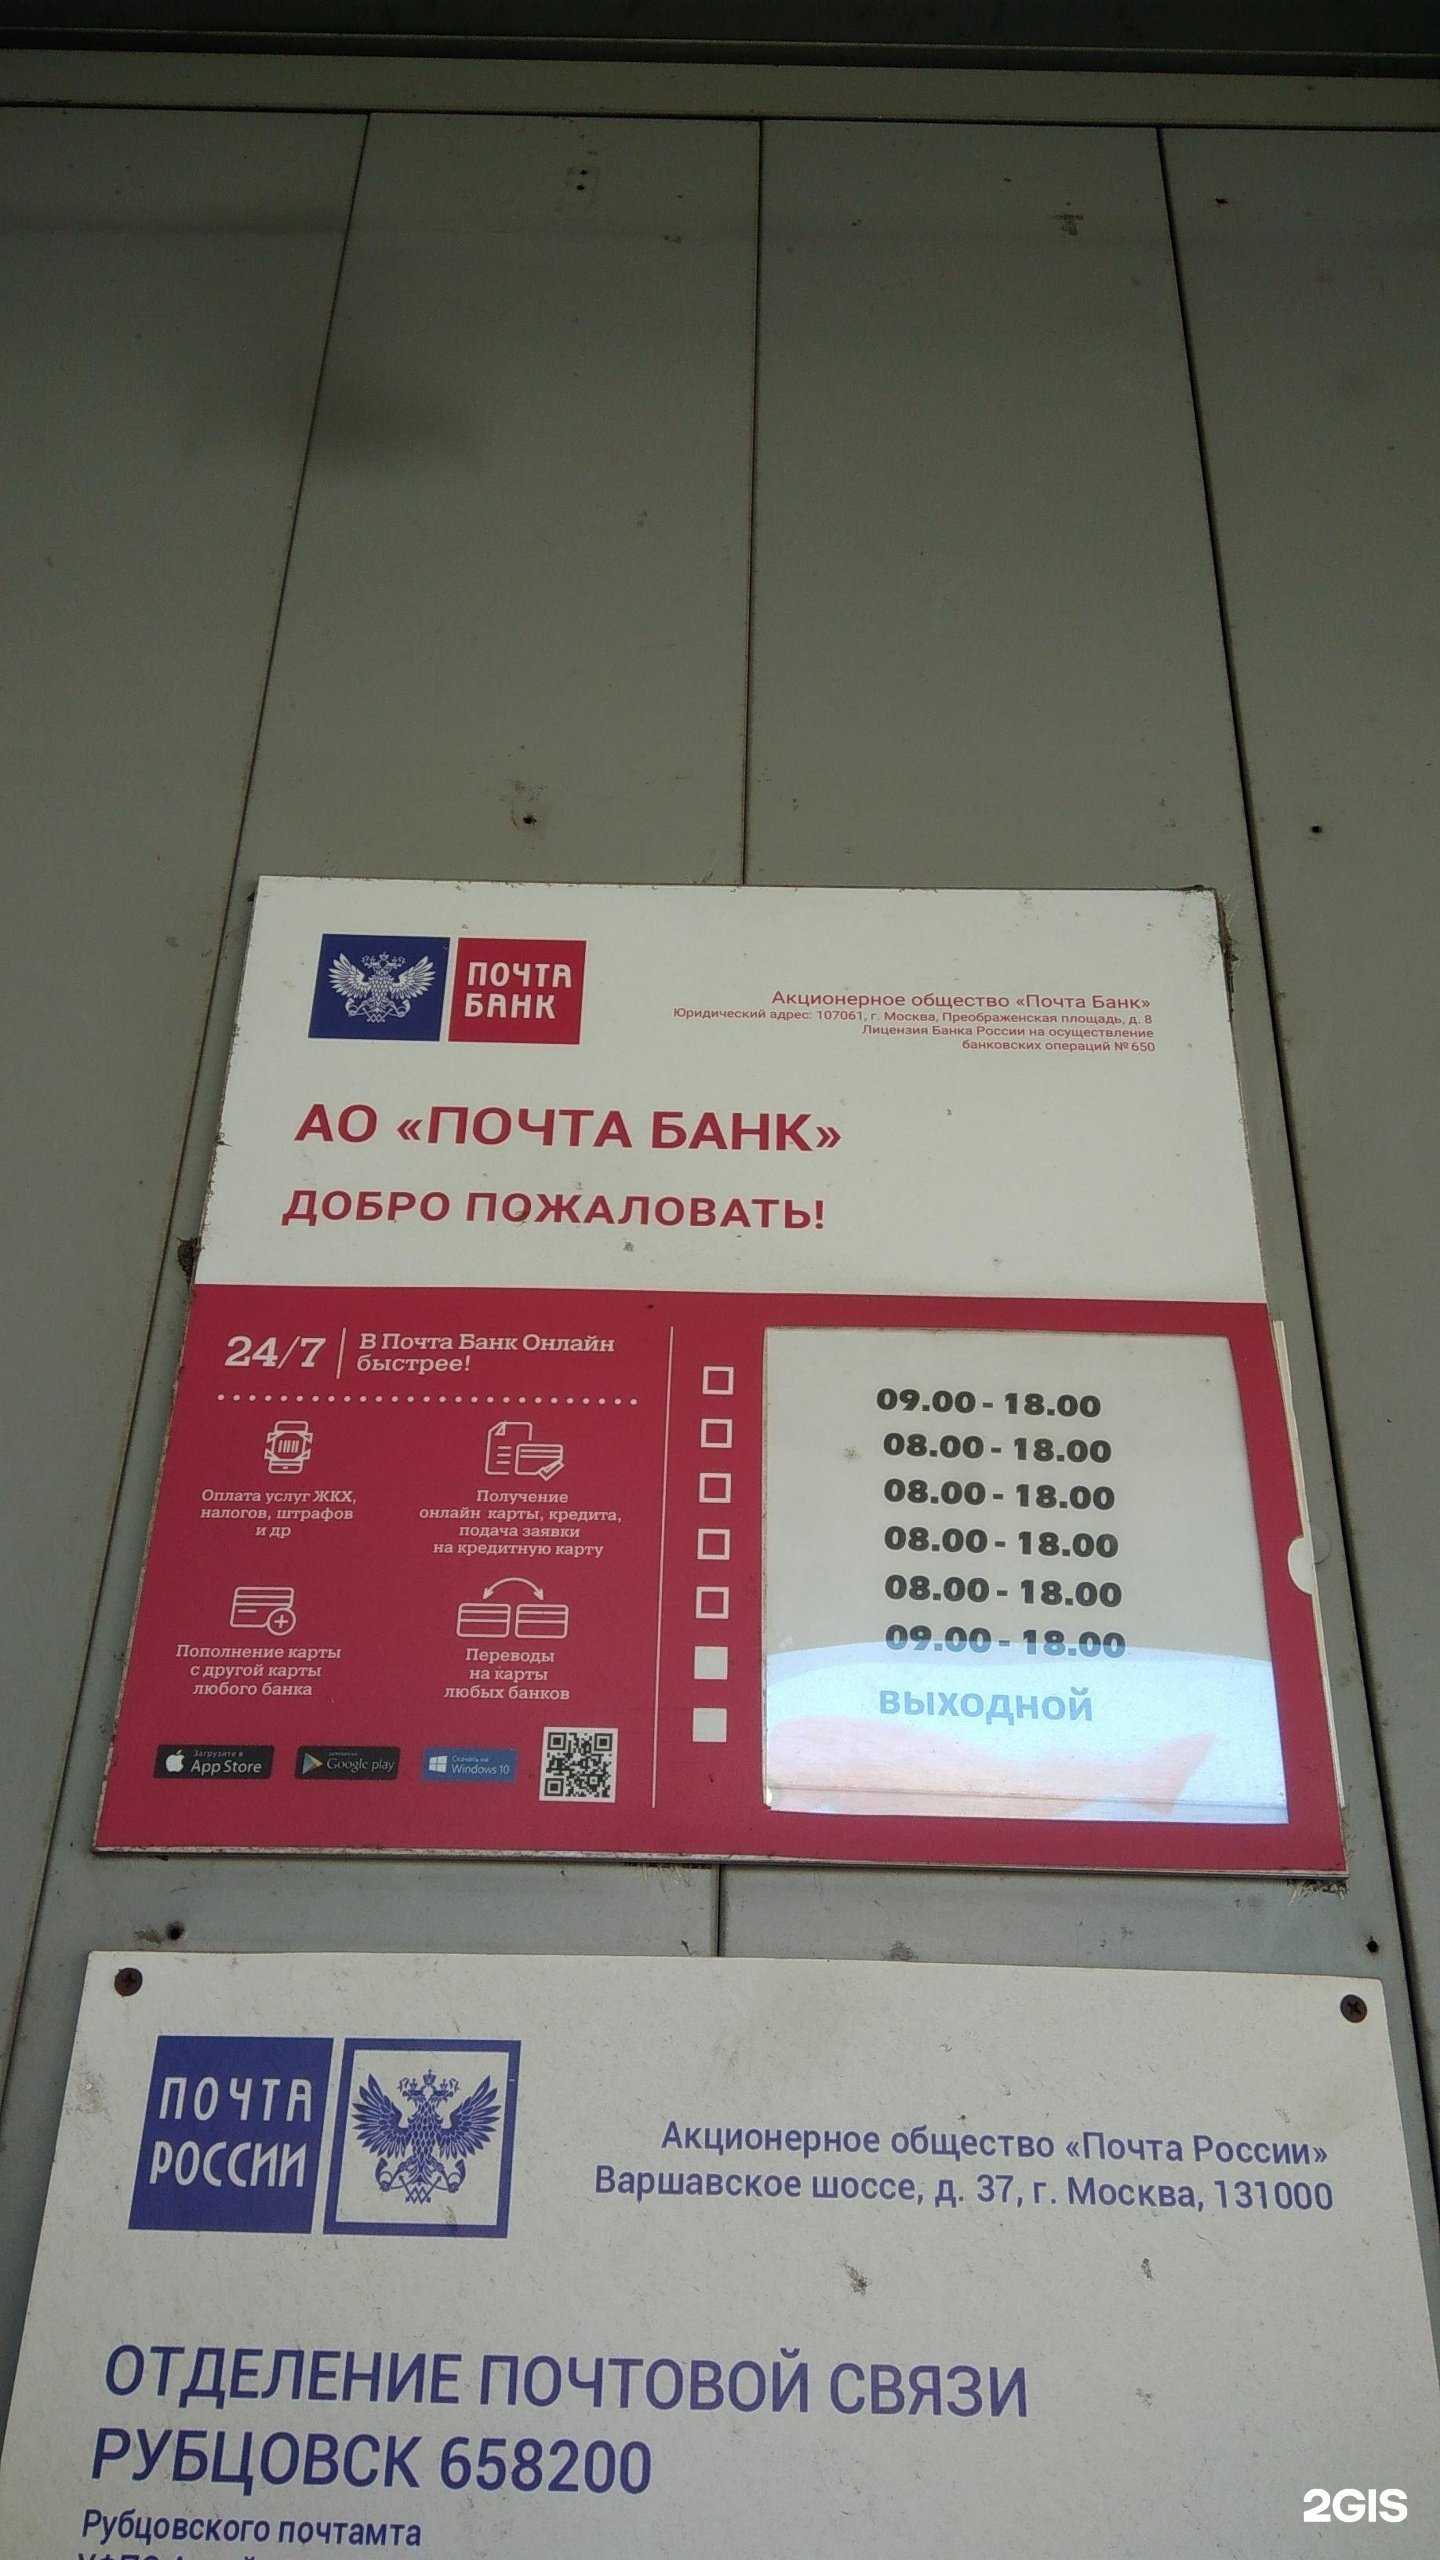 ПОЧТА
БАНК
Акционерное общество «Почта Банк»
Юридический адрес: 107061, г. Москва, Преображенская площадь, д. 8
Лицензия Банка России на осуществление
банковских операций №650
АО «ПОЧТА БАНК»
ДОБРО ПОЖАЛОВАТЬ!
24/7
В Почта Банк Онлайн
быстрее!
Оплата услуг ЖКХ,
налогов, штрафов
и др
Получение
онлайн карты, кредита,
подача заявки
на кредитную карту
Пополнение карты
с другой карты
любого банка
Переводы
на карты
любых банков
Загрузите в
App Store
Google play
Скачать на
Windows 10
09.00 - 18.00
08.00 - 18.00
08.00 - 18.00
08.00 - 18.00
08.00 - 18.00
09.00 - 18.00
ВЫХОДНОЙ
ПОЧТА
РОССИИ
Акционерное общество «Почта России»
Варшавское шоссе, д. 37, г. Москва, 131000
ОТДЕЛЕНИЕ ПОЧТОВОЙ СВЯЗИ
РУБЦОВСК 658200
Рубцовского почтамта
2GIS